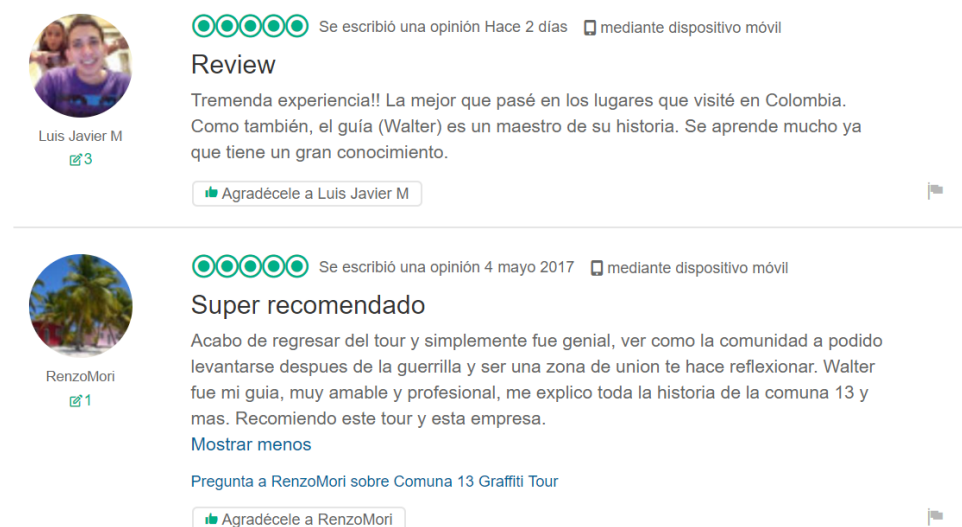 Se escribió una opinión Hace 2 días mediante dispositivo móvil
Review
Tremenda experiencia!! La mejor que pasé en los lugares que visité en Colombia.
Como también, el guía (Walter) es un maestro de su historia. Se aprende mucho ya
que tiene un gran conocimiento.
Luis Javier M
3
Agradécele a Luis Javier M
Se escribió una opinión 4 mayo 2017 mediante dispositivo móvil
Super recomendado
Acabo de regresar del tour y simplemente fue genial, ver como la comunidad a podido
levantarse despues de la guerrilla y ser una zona de union te hace reflexionar. Walter
fue mi guia, muy amable y profesional, me explico toda la historia de la comuna 13 y
mas. Recomiendo este tour y esta empresa.
Mostrar menos
RenzoMori
1
Pregunta a RenzoMori sobre Comuna 13 Graffiti Tour
Agradécele a RenzoMori